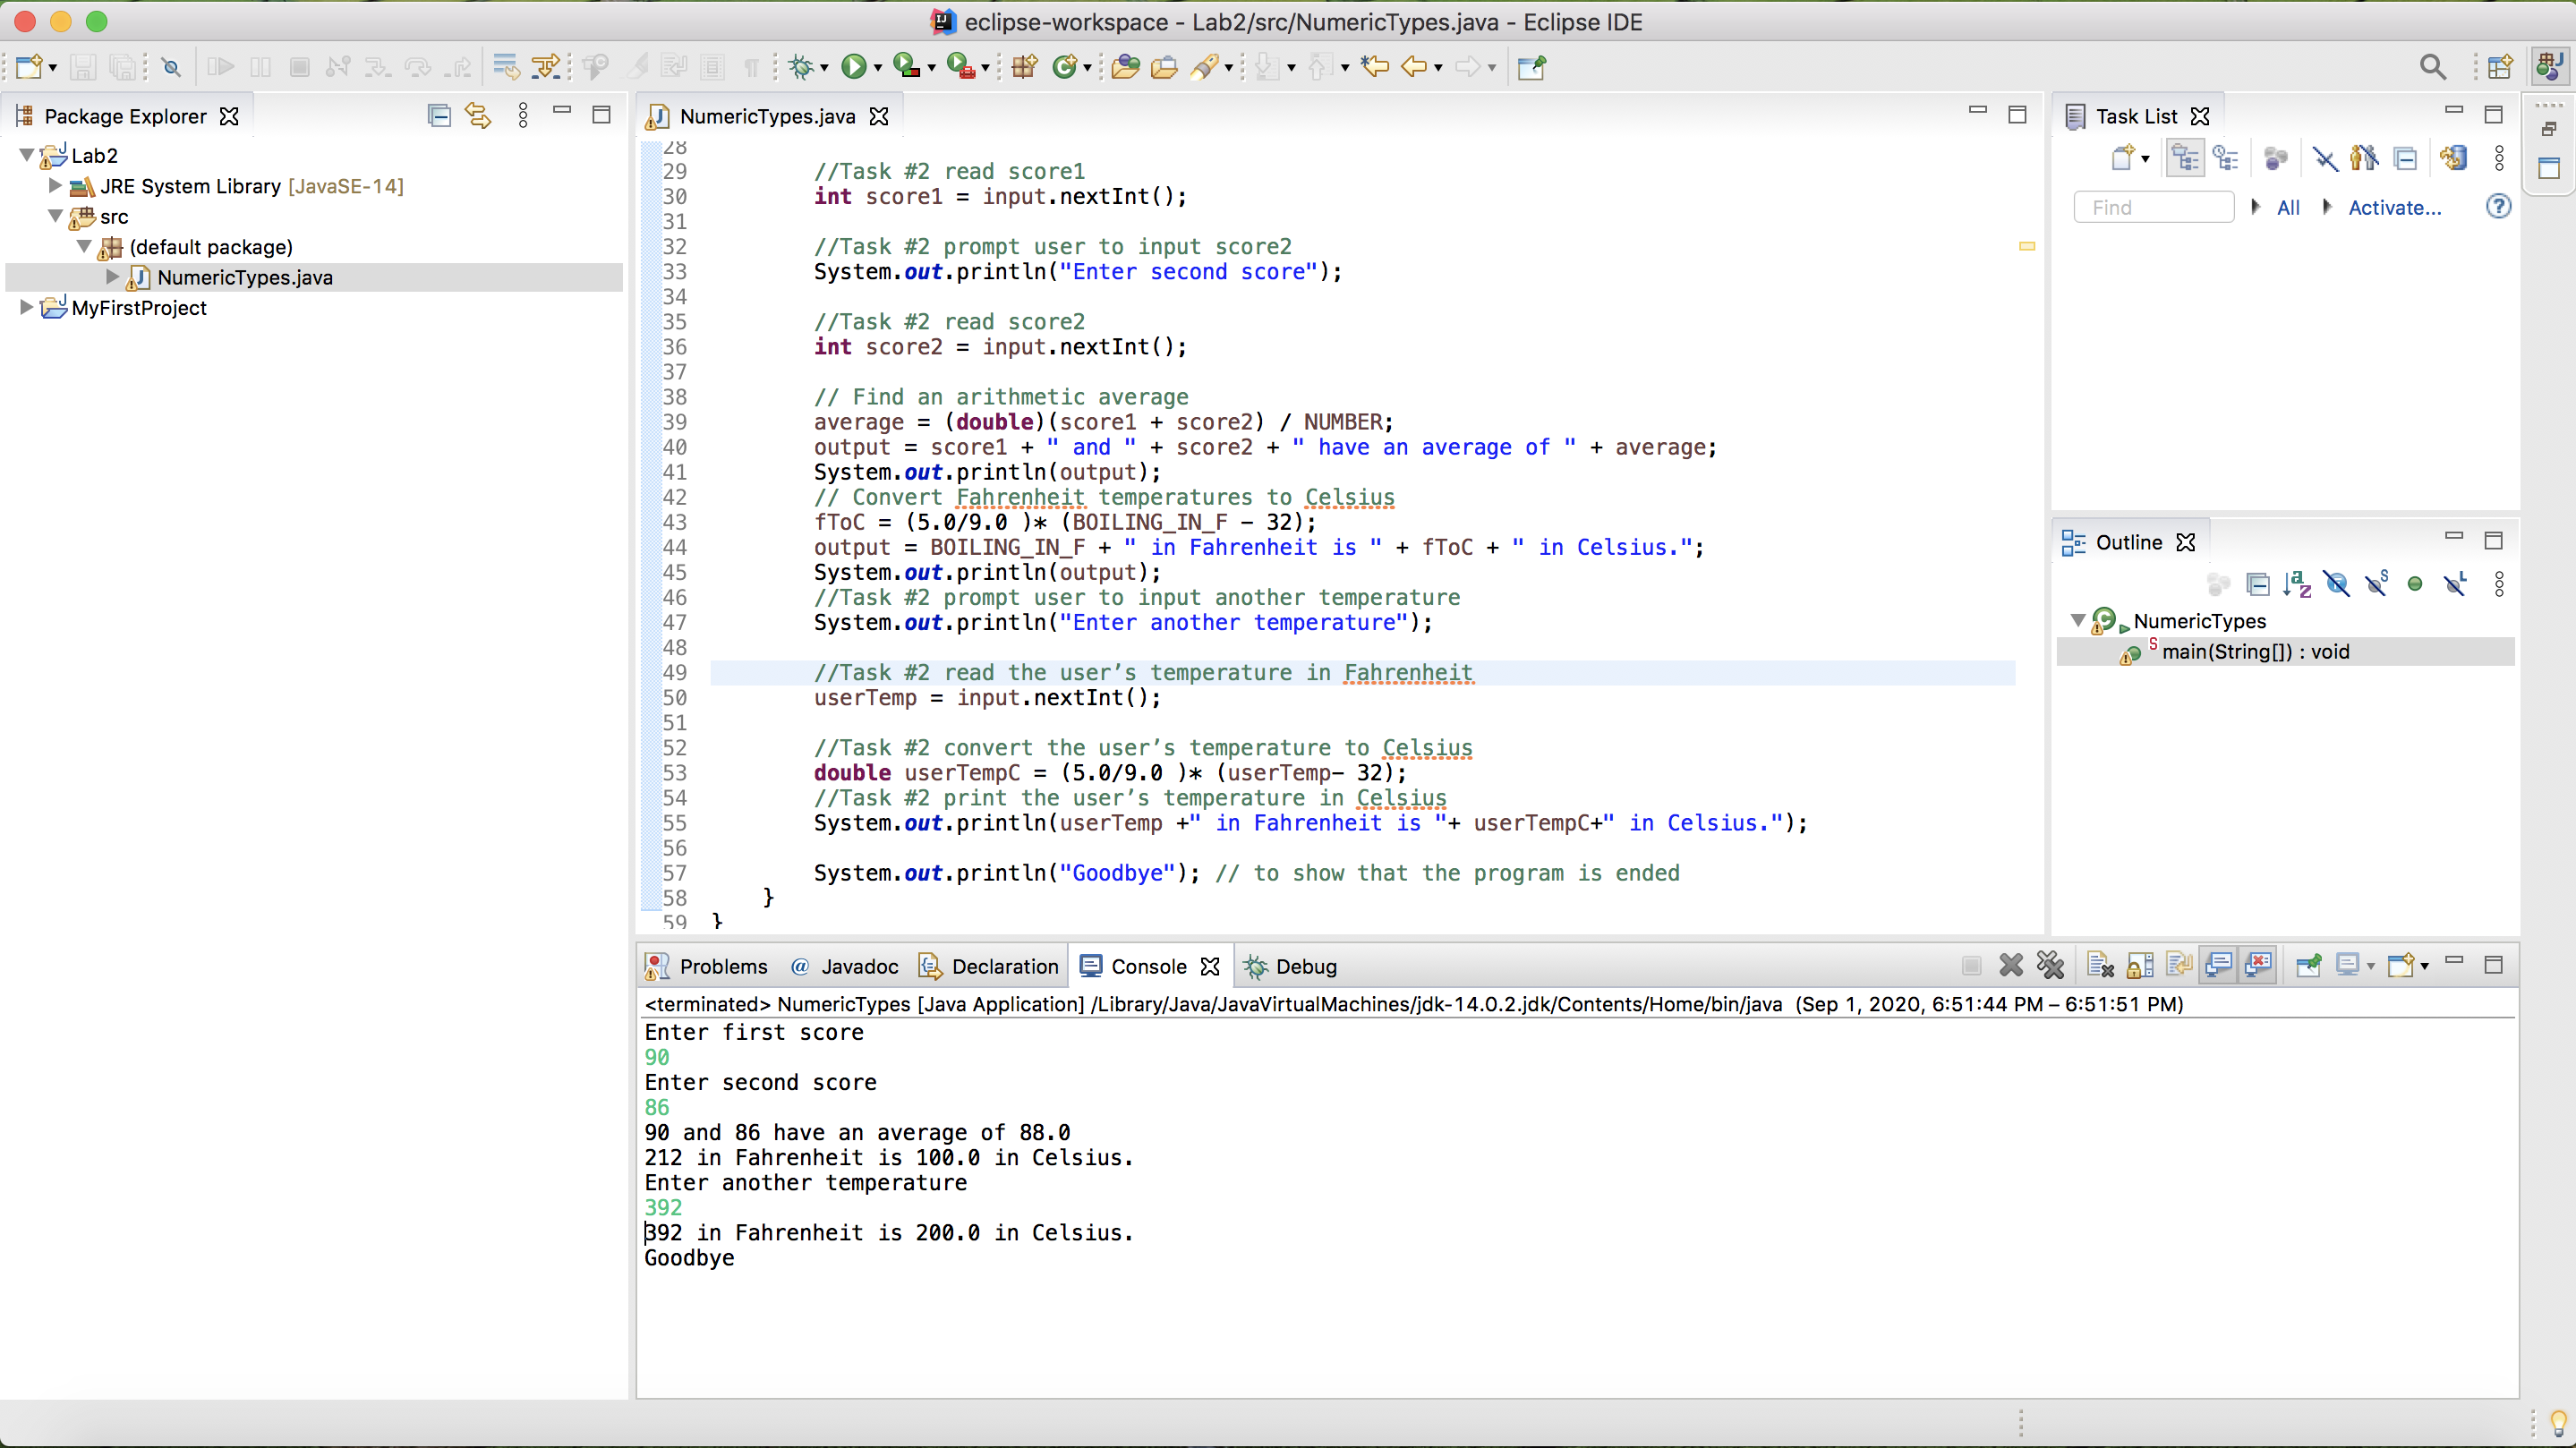 eclipse-workspace - Lab2/src/NumericTypes.java - Eclipse IDE
Package Explorer
Lab2
JRE System Library [JavaSE-14]
src
(default package)
NumericTypes.java
MyFirstProject
NumericTypes.java
28
29 //Task #2 read score1
30 int score1 = input.nextInt();
31
32 //Task #2 prompt user to input score2
33 System.out.println("Enter second score");
34
35 //Task #2 read score2
36 int score2 = input.nextInt();
37
38 // Find an arithmetic average
39 average = (double)(score1 + score2) / NUMBER;
40 output = score1 + " and " + score2 + " have an average of " + average;
41 System.out.println(output);
42 // Convert Fahrenheit temperatures to Celsius
43 fToC = (5.0/9.0 )* (BOILING_IN_F - 32);
44 output = BOILING_IN_F + " in Fahrenheit is " + fToC + " in Celsius.";
45 System.out.println(output);
46 //Task #2 prompt user to input another temperature
47 System.out.println("Enter another temperature");
48
49 //Task #2 read the user’s temperature in Fahrenheit
50 userTemp = input.nextInt();
51
52 //Task #2 convert the user’s temperature to Celsius
53 double userTempC = (5.0/9.0 )* (userTemp- 32);
54 //Task #2 print the user’s temperature in Celsius
55 System.out.println(userTemp +" in Fahrenheit is "+ userTempC+" in Celsius.");
56
57 System.out.println("Goodbye"); // to show that the program is ended
58 }
59 }
Task List
Find
All
Activate...
Outline
NumericTypes
main(String[]) : void
Problems
Javadoc
Declaration
Console
Debug
<terminated> NumericTypes [Java Application] /Library/Java/JavaVirtualMachines/jdk-14.0.2.jdk/Contents/Home/bin/java (Sep 1, 2020, 6:51:44 PM – 6:51:51 PM)
Enter first score
90
Enter second score
86
90 and 86 have an average of 88.0
212 in Fahrenheit is 100.0 in Celsius.
Enter another temperature
392
392 in Fahrenheit is 200.0 in Celsius.
Goodbye